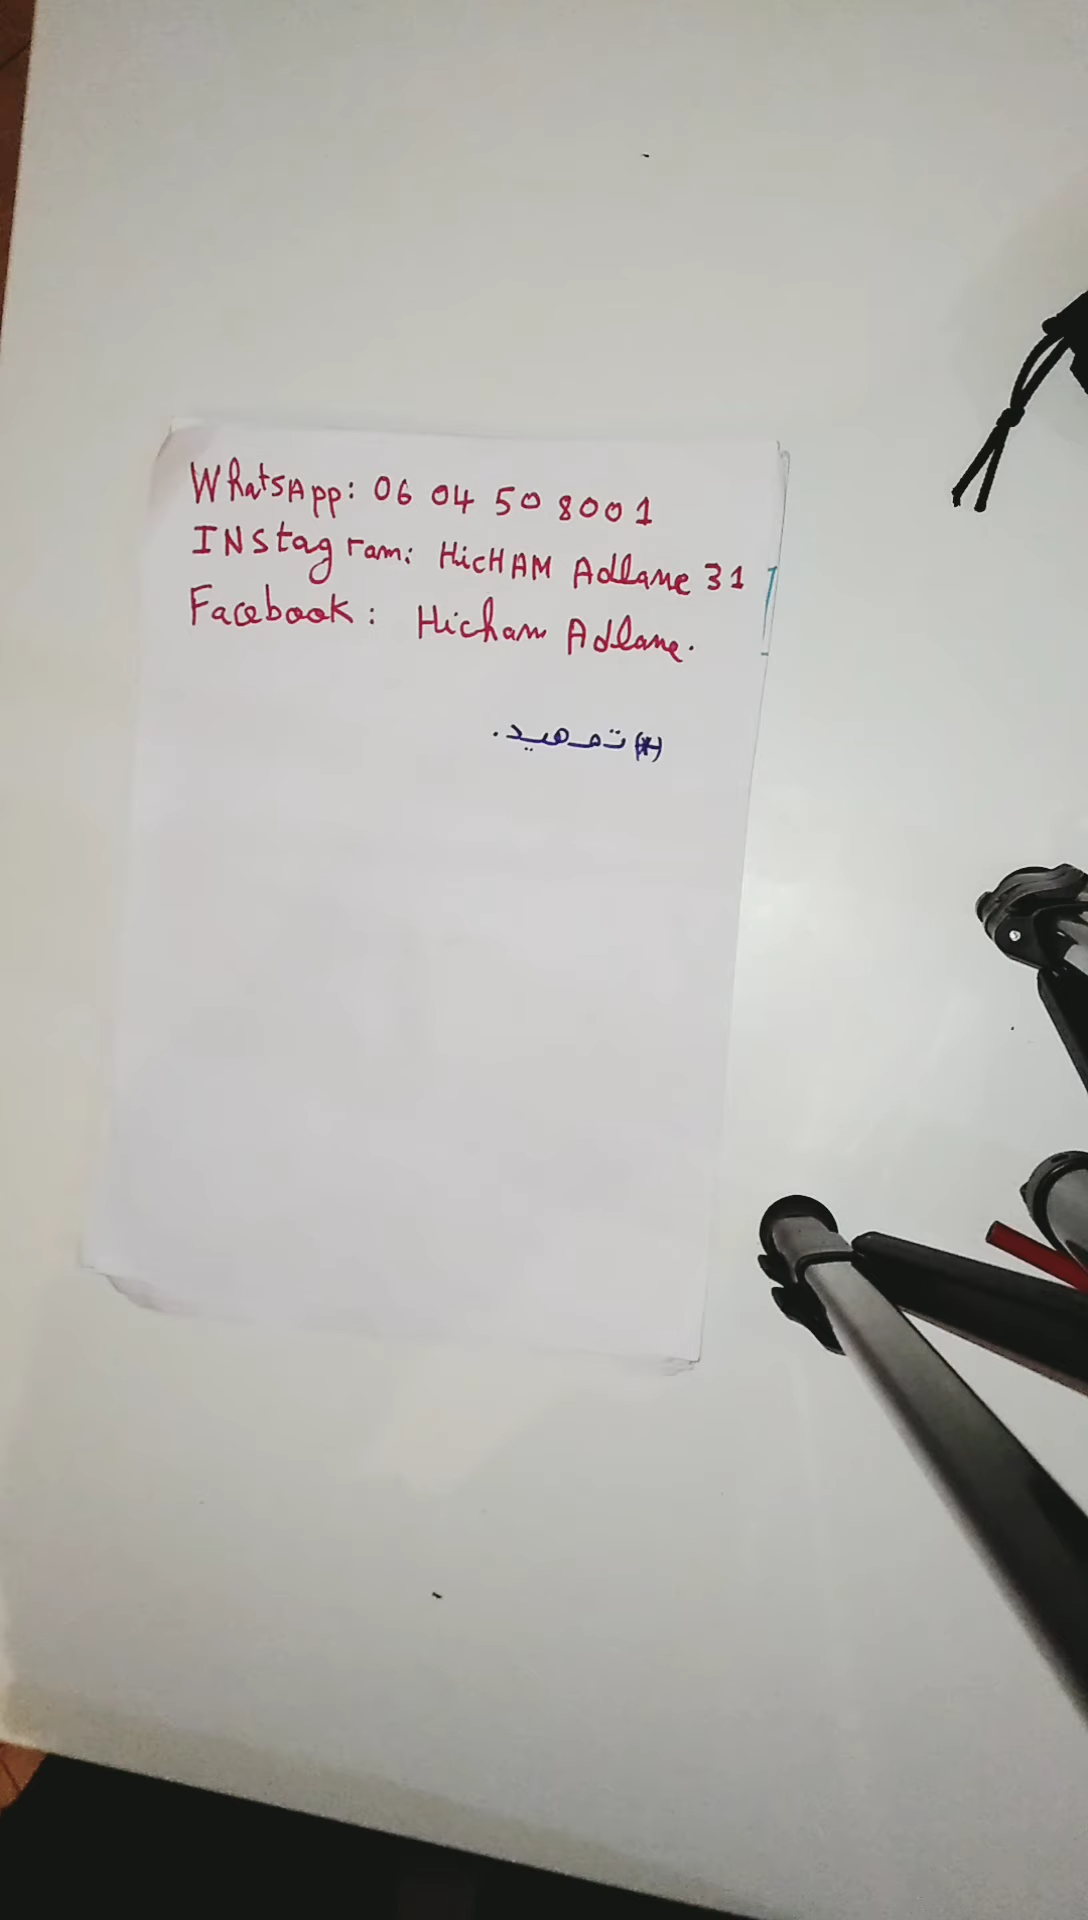 WhatsApp: 06 04 50 8001
INstagram: HicHAM Adlane 31
Facebook: Hicham Adlane.
(*) تمهيد.